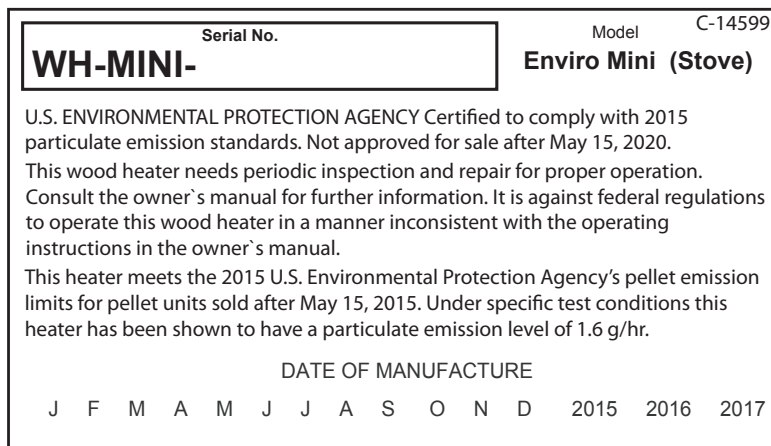 Serial No.
WH-MINI-
Model
C-14599
Enviro Mini (Stove)
U.S. ENVIRONMENTAL PROTECTION AGENCY Certified to comply with 2015
particulate emission standards. Not approved for sale after May 15, 2020.
This wood heater needs periodic inspection and repair for proper operation.
Consult the owner`s manual for further information. It is against federal regulations
to operate this wood heater in a manner inconsistent with the operating
instructions in the owner`s manual.
This heater meets the 2015 U.S. Environmental Protection Agency’s pellet emission
limits for pellet units sold after May 15, 2015. Under specific test conditions this
heater has been shown to have a particulate emission level of 1.6 g/hr.
DATE OF MANUFACTURE
J F M A M J J A S O N D 2015 2016 2017